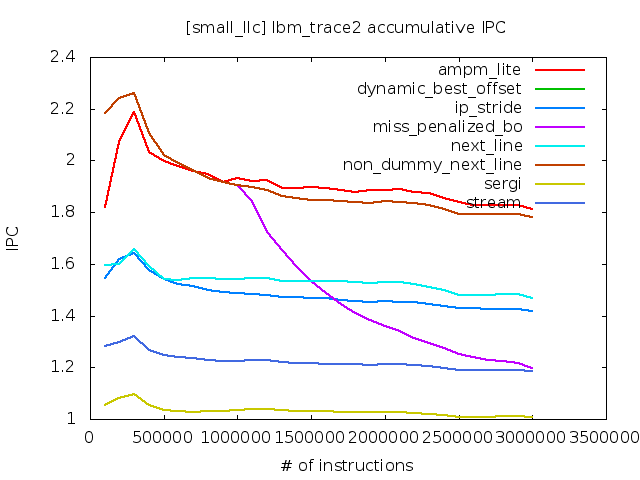 [small_llc] lbm_trace2 accumulative IPC
2.4
2.2
2
1.8
1.6
1.4
1.2
1
IPC
ampm_lite
dynamic_best_offset
ip_stride
miss_penalized_bo
next_line
non_dummy_next_line
sergi
stream
0 500000 1000000 1500000 2000000 2500000 3000000 3500000
# of instructions